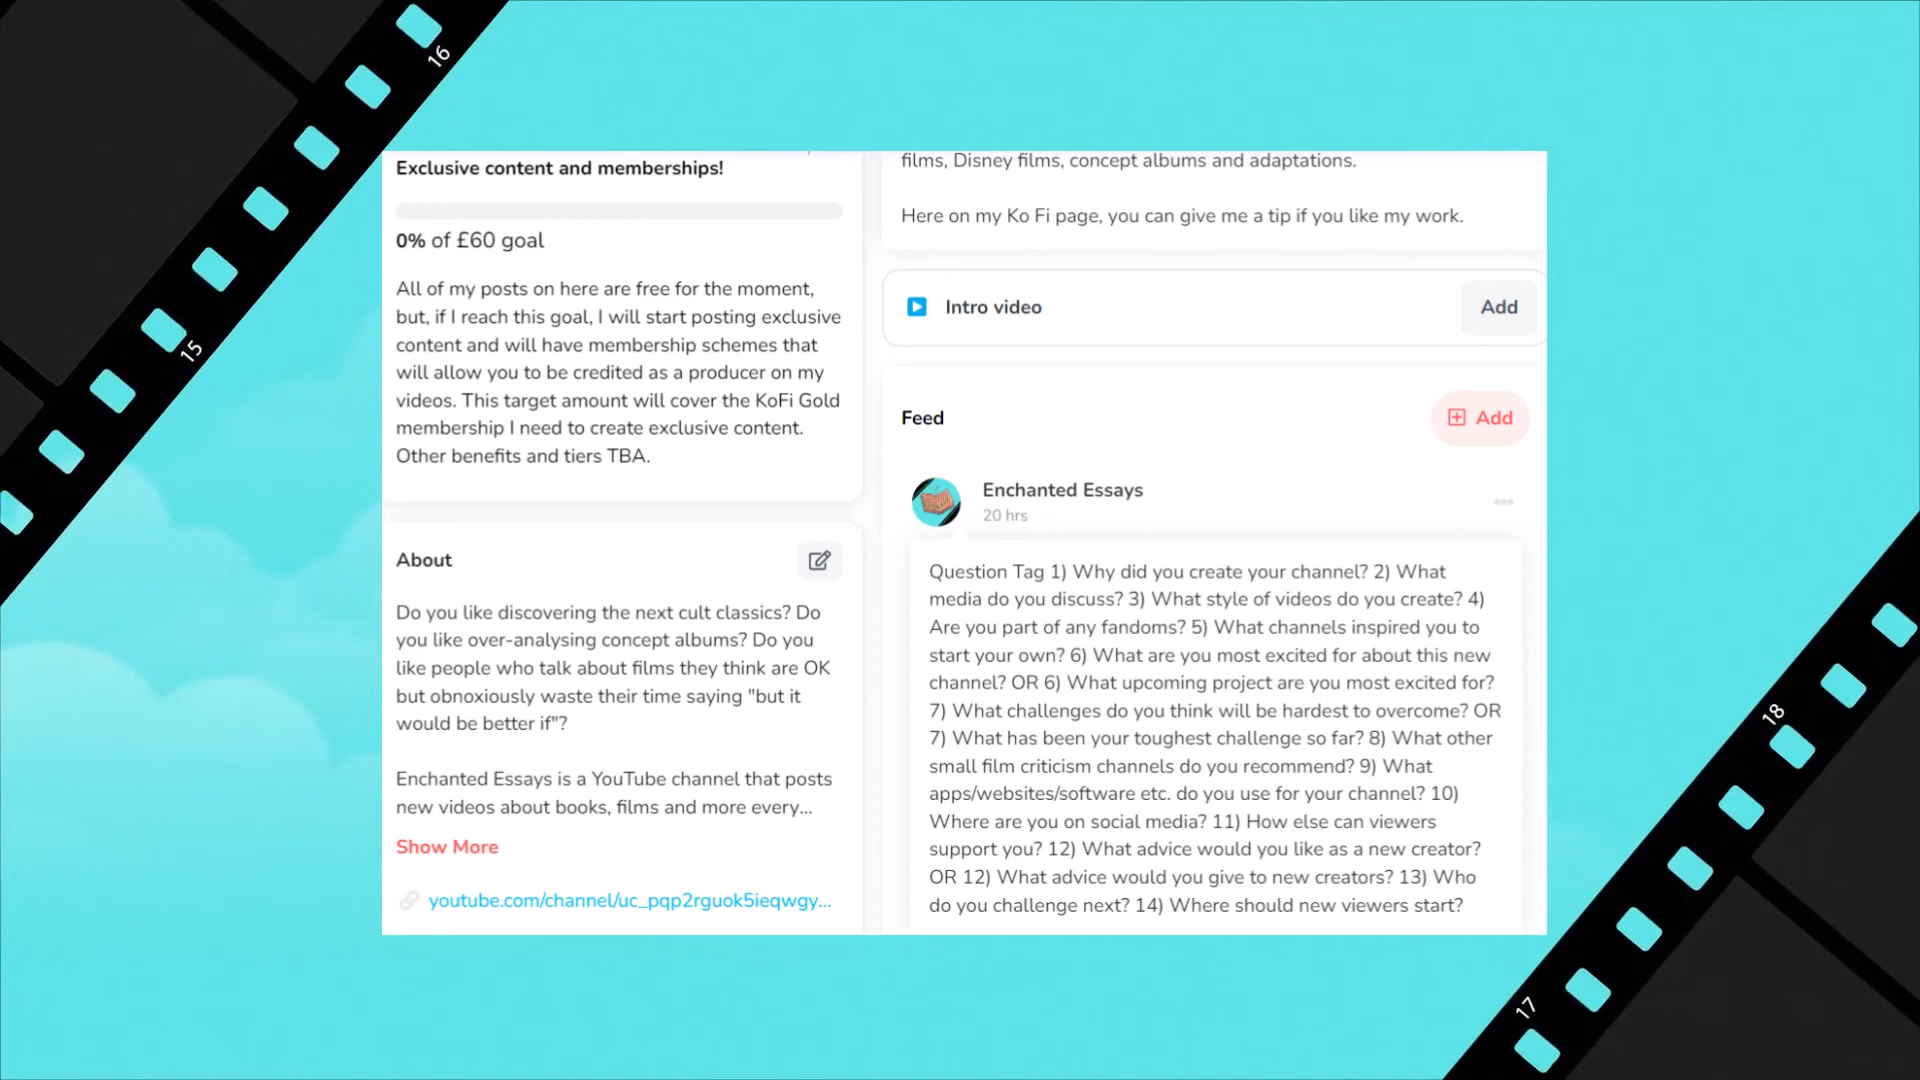 16
15
Exclusive content and memberships!
0% of £60 goal
All of my posts on here are free for the moment,
but, if I reach this goal, I will start posting exclusive
content and will have membership schemes that
will allow you to be credited as a producer on my
videos. This target amount will cover the KoFi Gold
membership I need to create exclusive content.
Other benefits and tiers TBA.
About
Do you like discovering the next cult classics? Do
you like over-analysing concept albums? Do you
like people who talk about films they think are OK
but obnoxiously waste their time saying "but it
would be better if"?
Enchanted Essays is a YouTube channel that posts
new videos about books, films and more every...
Show More
youtube.com/channel/uc_pqp2rguok5ieqwgy...
films, Disney films, concept albums and adaptations.
Here on my Ko Fi page, you can give me a tip if you like my work.
Intro video
Add
Feed
Add
Enchanted Essays
20 hrs
Question Tag 1) Why did you create your channel? 2) What
media do you discuss? 3) What style of videos do you create? 4)
Are you part of any fandoms? 5) What channels inspired you to
start your own? 6) What are you most excited for about this new
channel? OR 6) What upcoming project are you most excited for?
7) What challenges do you think will be hardest to overcome? OR
7) What has been your toughest challenge so far? 8) What other
small film criticism channels do you recommend? 9) What
apps/websites/software etc. do you use for your channel? 10)
Where are you on social media? 11) How else can viewers
support you? 12) What advice would you like as a new creator?
OR 12) What advice would you give to new creators? 13) Who
do you challenge next? 14) Where should new viewers start?
18
17